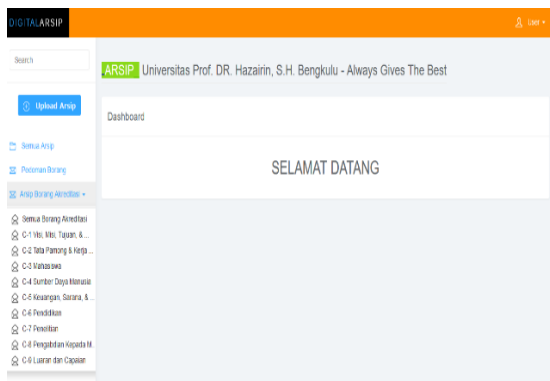 DIGITALARSIP
User
Search
.ARSIP Universitas Prof. DR. Hazairin, S.H. Bengkulu - Always Gives The Best
Upload Arsip
Dashboard
SELAMAT DATANG
Semua Arsip
Pedoman Borang
Arsip Borang Akreditasi
Semua Borang Akreditasi
C-1 Visi, Misi, Tujuan, & ...
C-2 Tata Pamong & Kerja ...
C-3 Mahasiswa
C-4 Sumber Daya Manusia
C-5 Keuangan, Sarana, & ...
C-6 Pendidikan
C-7 Penelitian
C-8 Pengabdian Kepada M.
C-9 Luaran dan Capaian